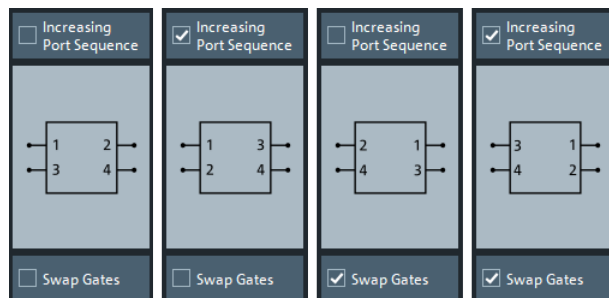 Increasing
Port Sequence
1 2
3 4
Swap Gates
Increasing
Port Sequence
1 3
2 4
Swap Gates
Increasing
Port Sequence
2 1
4 3
Swap Gates
Increasing
Port Sequence
3 1
4 2
Swap Gates